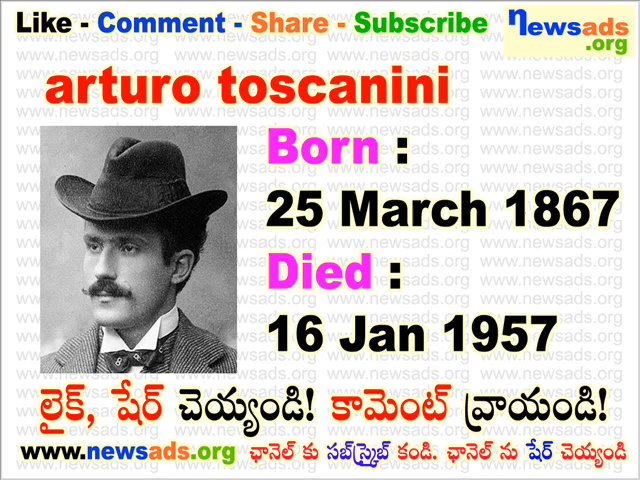 Like - Comment - Share - Subscribe
newsads
.org
arturo toscanini
Born :
25 March 1867
Died :
16 Jan 1957
లైక్, షేర్ చెయ్యండి! కామెంట్ వ్రాయండి!
www.newsads.org ఛానెల్ కు సబ్‌స్క్రైబ్ కండి. ఛానెల్ ను షేర్ చెయ్యండి